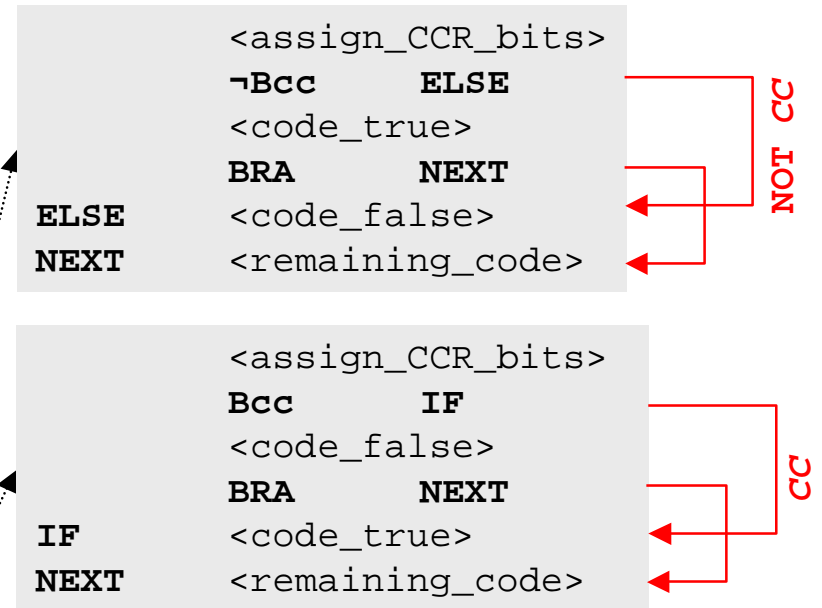 <assign_CCR_bits>
¬Bcc ELSE
<code_true>
BRA NEXT
ELSE <code_false>
NEXT <remaining_code>
NOT CC
<assign_CCR_bits>
Bcc IF
<code_false>
BRA NEXT
IF <code_true>
NEXT <remaining_code>
CC